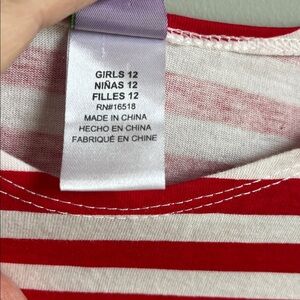 GIRLS 12
NIÑAS 12
FILLES 12
RN#16518
MADE IN CHINA
HECHO EN CHINA
FABRIQUÉ EN CHINE